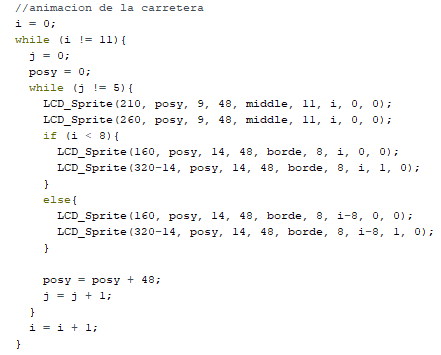 //animacion de la carretera
i = 0;
while (i != 11){
j = 0;
posy = 0;
while (j != 5){
LCD_Sprite(210, posy, 9, 48, middle, 11, i, 0, 0);
LCD_Sprite(260, posy, 9, 48, middle, 11, i, 0, 0);
if (i < 8){
LCD_Sprite(160, posy, 14, 48, borde, 8, i, 0, 0);
LCD_Sprite(320-14, posy, 14, 48, borde, 8, i, 1, 0);
}
else{
LCD_Sprite(160, posy, 14, 48, borde, 8, i-8, 0, 0);
LCD_Sprite(320-14, posy, 14, 48, borde, 8, i-8, 1, 0);
}
posy = posy + 48;
j = j + 1;
}
i = i + 1;
}